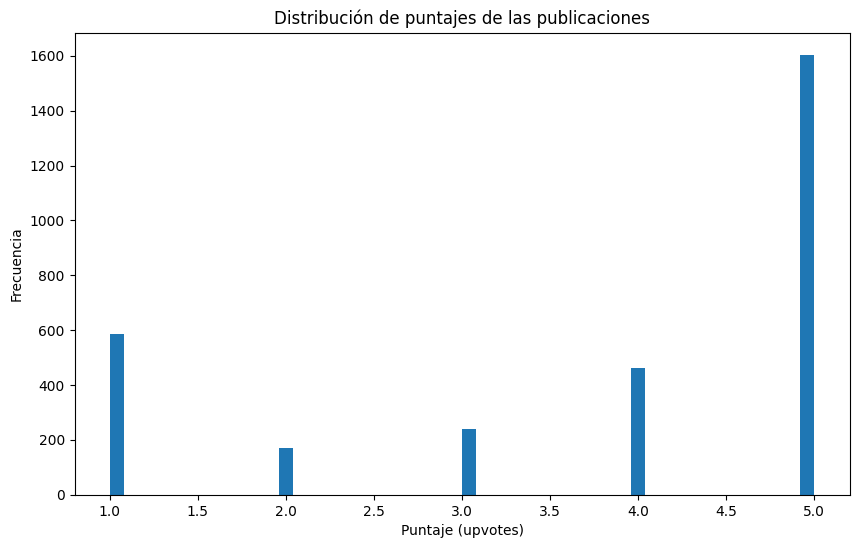 Distribución de puntajes de las publicaciones
Frecuencia
1600
1400
1200
1000
800
600
400
200
0
1.0 1.5 2.0 2.5 3.0 3.5 4.0 4.5 5.0
Puntaje (upvotes)